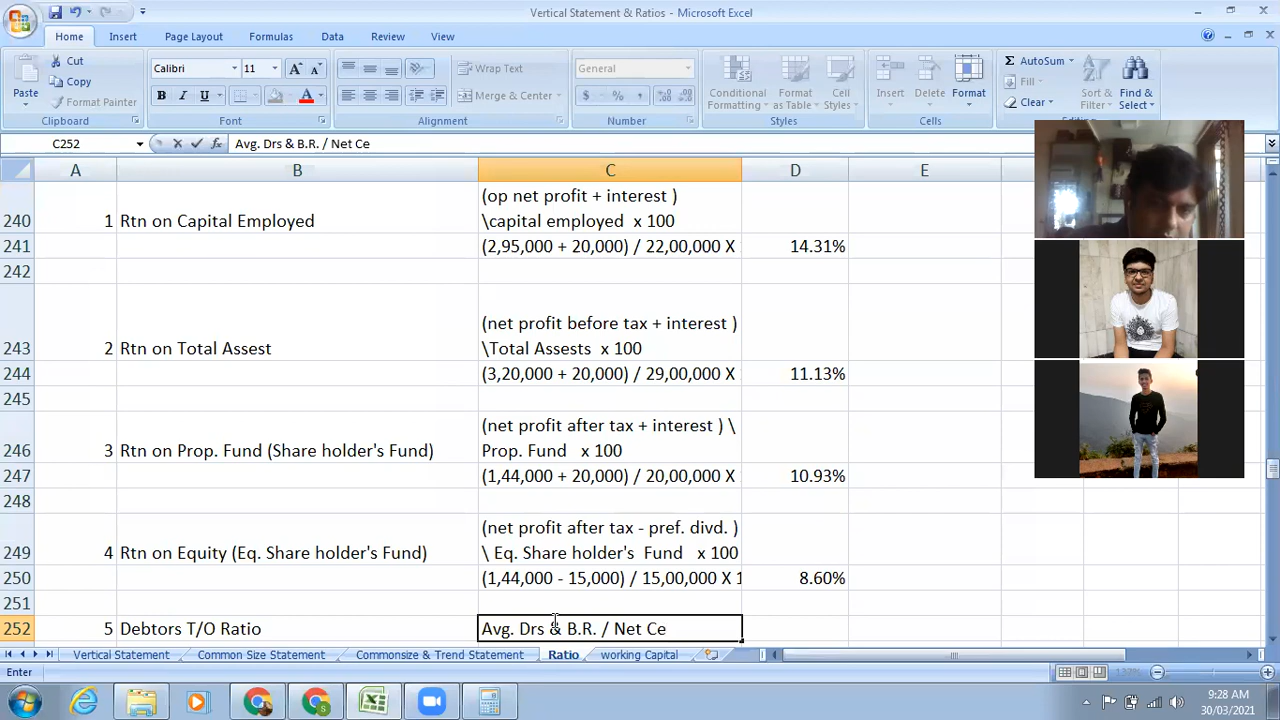 Vertical Statement & Ratios - Microsoft Excel
Home Insert Page Layout Formulas Data Review View
Cut
Copy
Format Painter
Paste
Calibri 11
Wrap Text
Merge & Center
General
Conditional Formatting
Format as Table
Cell Styles
Insert Delete Format
AutoSum
Fill
Clear
Sort & Filter
Find & Select
Clipboard Font Alignment Number Styles Cells
C252 Avg. Drs & B.R. / Net Ce
A B C D E
(op net profit + interest )
240 1 Rtn on Capital Employed \capital employed x 100
241 (2,95,000 + 20,000) / 22,00,000 X 14.31%
242
(net profit before tax + interest )
243 2 Rtn on Total Assest \Total Assests x 100
244 (3,20,000 + 20,000) / 29,00,000 X 11.13%
245
(net profit after tax + interest ) \
246 3 Rtn on Prop. Fund (Share holder's Fund) Prop. Fund x 100
247 (1,44,000 + 20,000) / 20,00,000 X 10.93%
248
(net profit after tax - pref. divd. )
249 4 Rtn on Equity (Eq. Share holder's Fund) \ Eq. Share holder's Fund x 100
250 (1,44,000 - 15,000) / 15,00,000 X 1 8.60%
251
252 5 Debtors T/O Ratio Avg. Drs & B.R. / Net Ce
Vertical Statement Common Size Statement Commonsize & Trend Statement Ratio working Capital
Enter
9:28 AM
30/03/2021